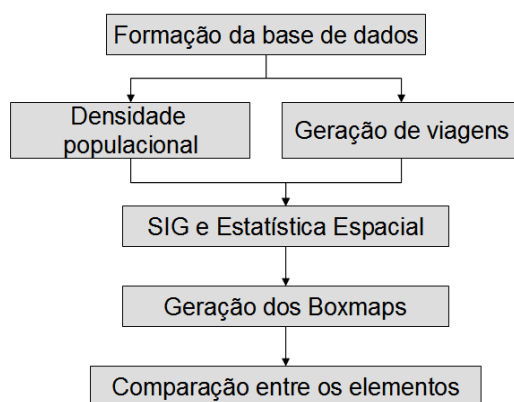 Formação da base de dados
Densidade
populacional
Geração de viagens
SIG e Estatística Espacial
Geração dos Boxmaps
Comparação entre os elementos